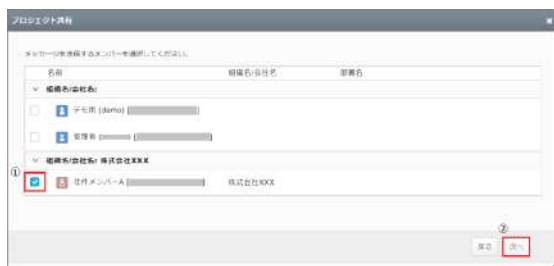 プロジェクト共有
メッセージを送信するメンバーを選択してください。
名前 組織名/会社名 部署名
組織名/会社名:
デモ用 (demo) [ ]
管理者
組織名/会社名: 株式会社XXX
①
社外メンバーA [ ] 株式会社XXX
②
戻る 次へ